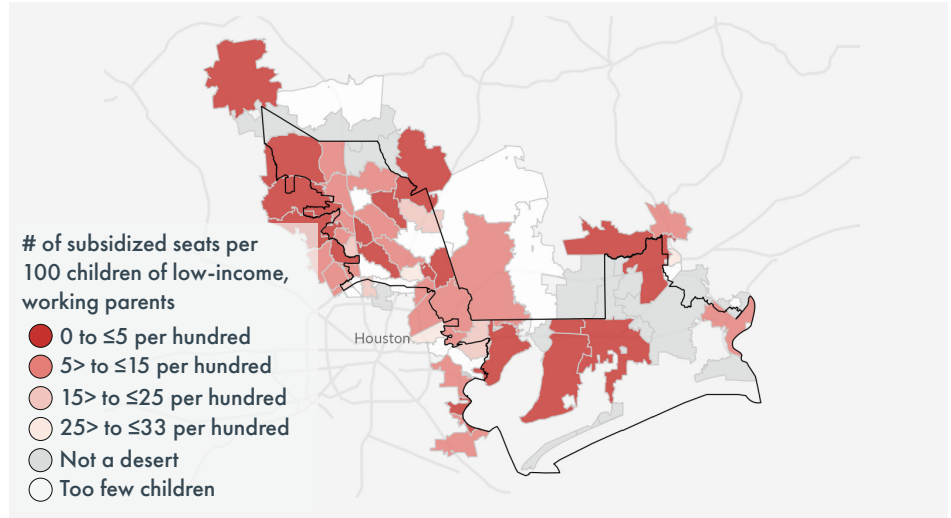 # of subsidized seats per
100 children of low-income,
working parents
0 to ≤5 per hundred
5> to ≤15 per hundred
15> to ≤25 per hundred
25> to ≤33 per hundred
Not a desert
Too few children
Houston